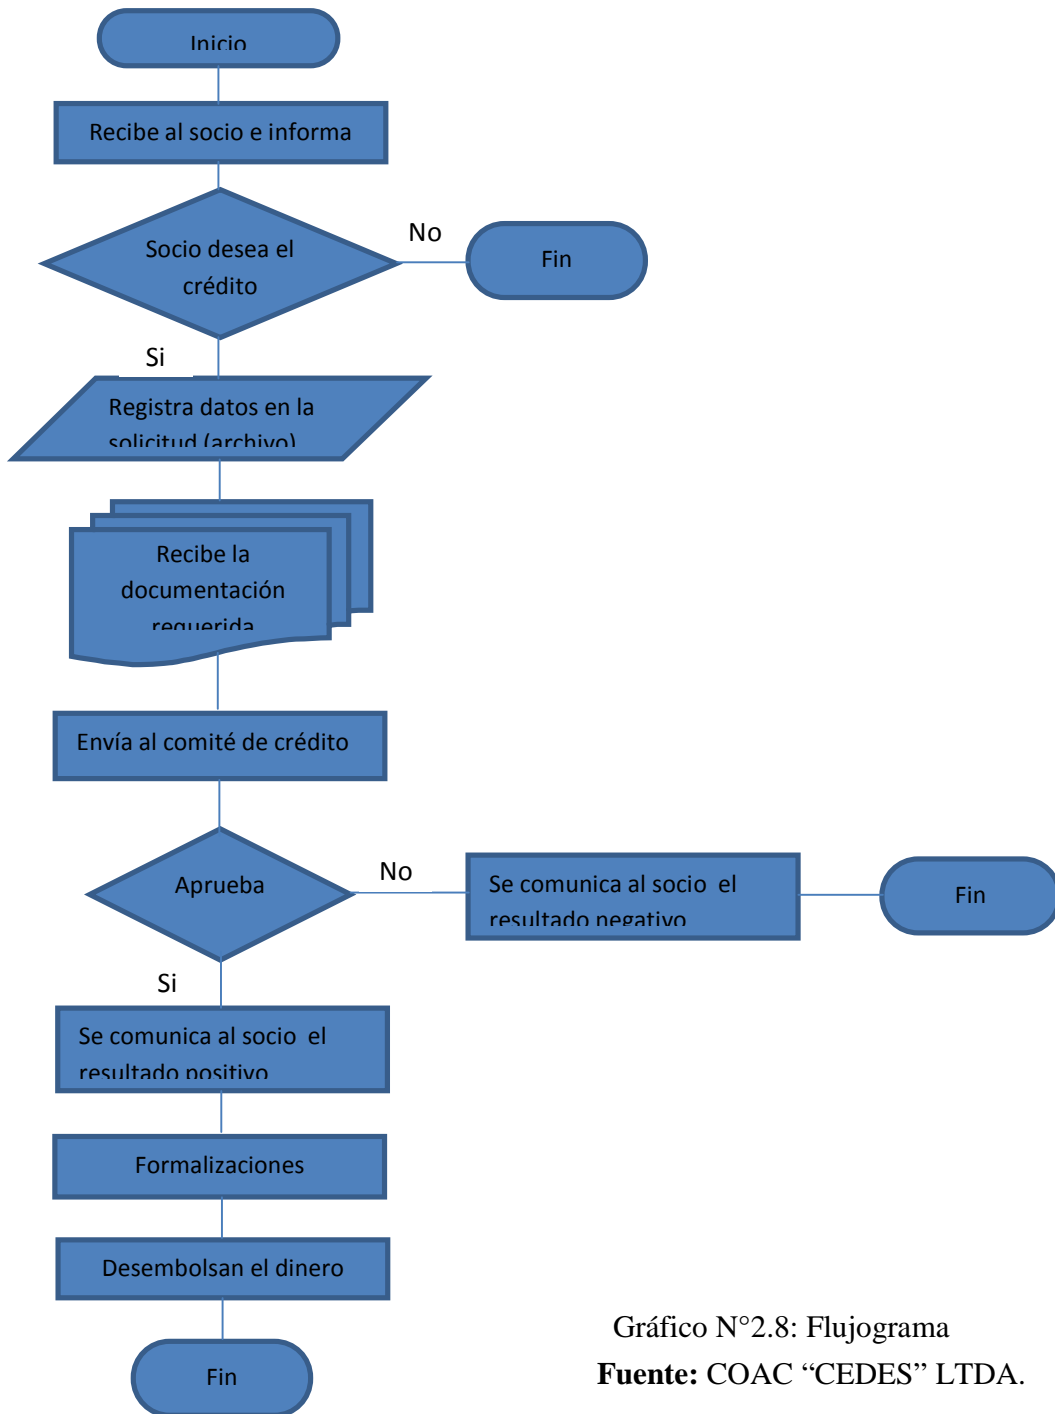 Inicio
Recibe al socio e informa
Socio desea el
crédito
No
Fin
Si
Registra datos en la
solicitud (archivo)
Recibe la
documentación
requerida
Envía al comité de crédito
Aprueba
No
Se comunica al socio  el
resultado negativo
Fin
Si
Se comunica al socio  el
resultado positivo
Formalizaciones
Desembolsan el dinero
Fin
Gráfico N°2.8: Flujograma
Fuente: COAC “CEDES” LTDA.